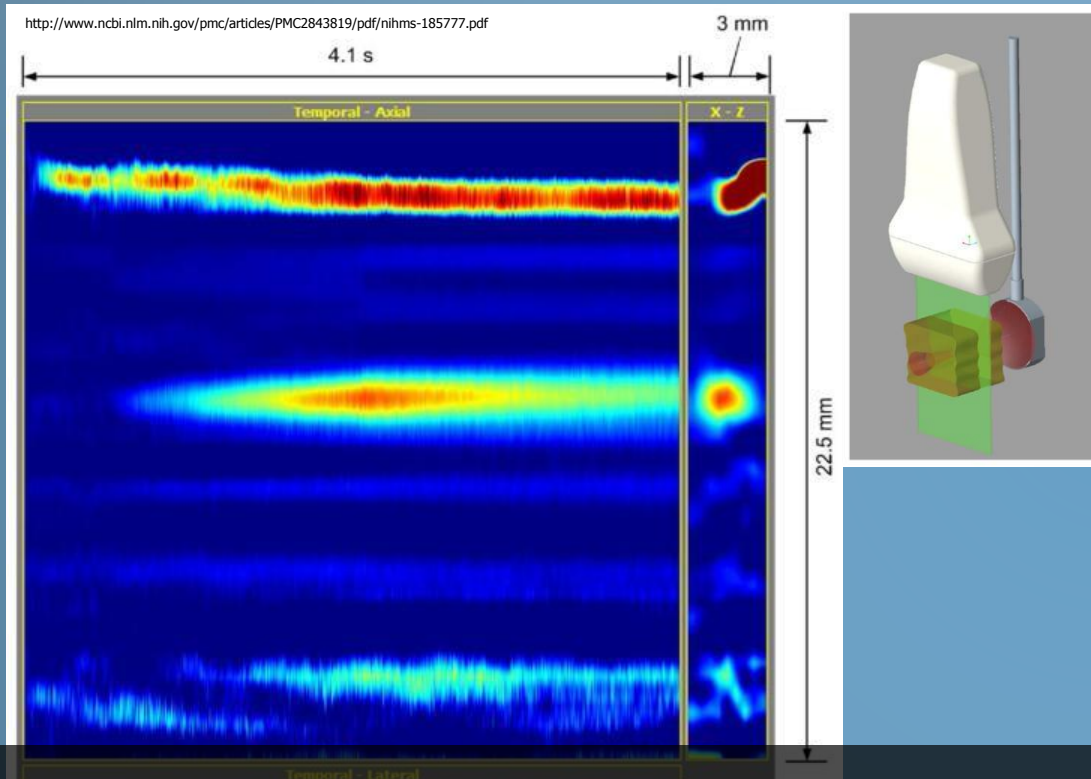 http://www.ncbi.nlm.nih.gov/pmc/articles/PMC2843819/pdf/nihms-185777.pdf
3 mm
4.1 s
Temporal - Axial
X - Z
22.5 mm
Temporal - Lateral